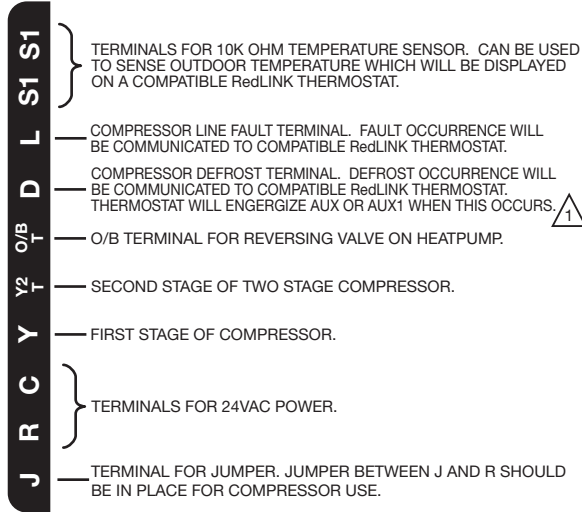 S1 S1
TERMINALS FOR 10K OHM TEMPERATURE SENSOR. CAN BE USED
TO SENSE OUTDOOR TEMPERATURE WHICH WILL BE DISPLAYED
ON A COMPATIBLE RedLINK THERMOSTAT.
L
COMPRESSOR LINE FAULT TERMINAL. FAULT OCCURRENCE WILL
BE COMMUNICATED TO COMPATIBLE RedLINK THERMOSTAT.
D
COMPRESSOR DEFROST TERMINAL. DEFROST OCCURRENCE WILL
BE COMMUNICATED TO COMPATIBLE RedLINK THERMOSTAT.
THERMOSTAT WILL ENGERGIZE AUX OR AUX1 WHEN THIS OCCURS. 1
O/B
T
O/B TERMINAL FOR REVERSING VALVE ON HEATPUMP.
Y2
T
SECOND STAGE OF TWO STAGE COMPRESSOR.
Y
FIRST STAGE OF COMPRESSOR.
R C
TERMINALS FOR 24VAC POWER.
J
TERMINAL FOR JUMPER. JUMPER BETWEEN J AND R SHOULD
BE IN PLACE FOR COMPRESSOR USE.